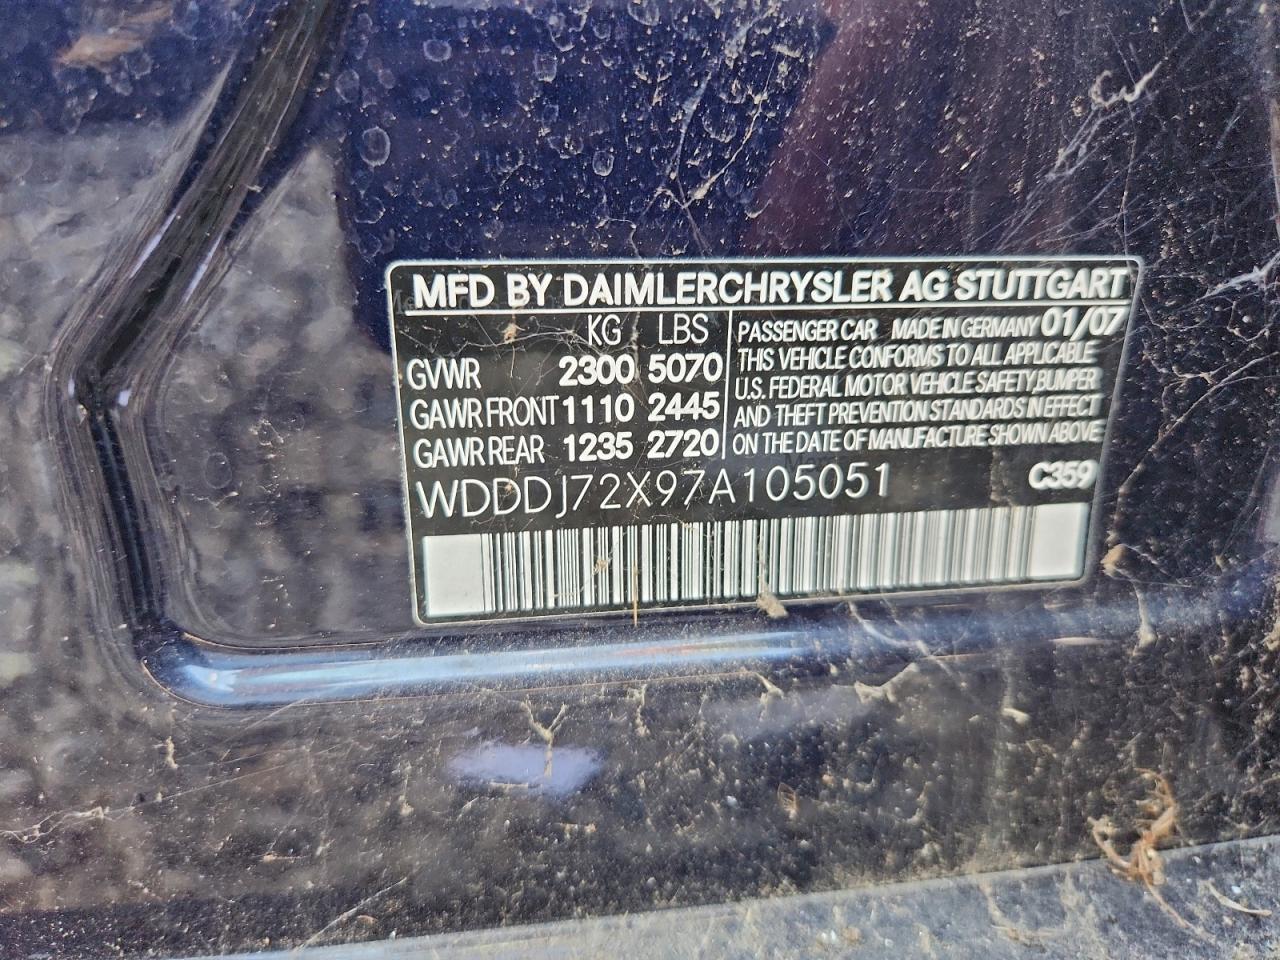 MFD BY DAIMLERCHRYSLER AG STUTTGART
KG LBS
GVWR 2300 5070
GAWR FRONT 1110 2445
GAWR REAR 1235 2720
PASSENGER CAR MADE IN GERMANY 01/07
THIS VEHICLE CONFORMS TO ALL APPLICABLE
U.S. FEDERAL MOTOR VEHICLE SAFETY,BUMPER
AND THEFT PREVENTION STANDARDS IN EFFECT
ON THE DATE OF MANUFACTURE SHOWN ABOVE
WDDDJ72X97A105051 C359